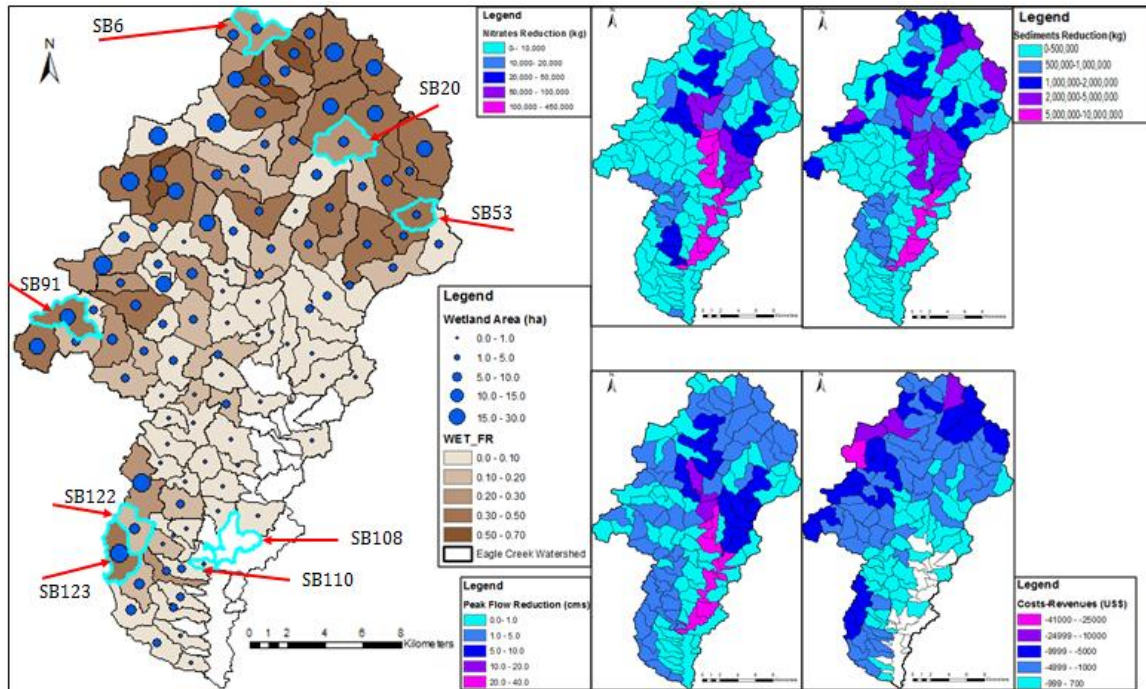 SB6
N
SB20
SB53
SB91
Legend
Wetland Area (ha)
0.0 - 1.0
1.0 - 5.0
5.0 - 10.0
10.0 - 15.0
15.0 - 30.0
WET_FR
0.0 - 0.10
0.10 - 0.20
0.20 - 0.30
0.30 - 0.50
0.50 - 0.70
Eagle Creek Watershed
SB122
SB108
SB123
SB110
0 1 2 4 6 8
Kilometers
Legend
Nitrates Reduction (kg)
0-- 10,000
10,000- 20,000
20,000 - 50,000
50,000 - 100,000
100,000 - 450,000
N
Legend
Sediments Reduction (kg)
0-500,000
500,000-1,000,000
1,000,000-2,000,000
2,000,000-5,000,000
5,000,000-10,000,000
Legend
Peak Flow Reduction (cms)
0.0- 1.0
1.0 - 5.0
5.0 - 10.0
10.0 - 20.0
20.0 - 40.0
N
Legend
Costs-Revenues (US$)
-41000 - -25000
-24999 - -10000
-9999 - -5000
-4999 - -1000
-999 - 700